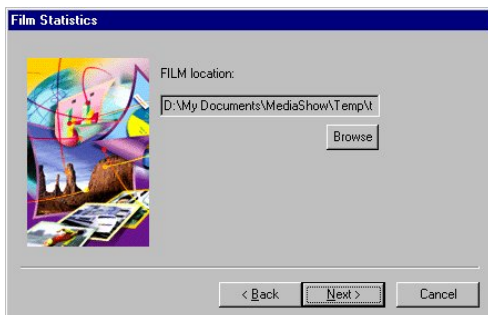 Film Statistics
FILM location:
D:\My Documents\MediaShow\Temp\t
Browse
< Back
Next >
Cancel